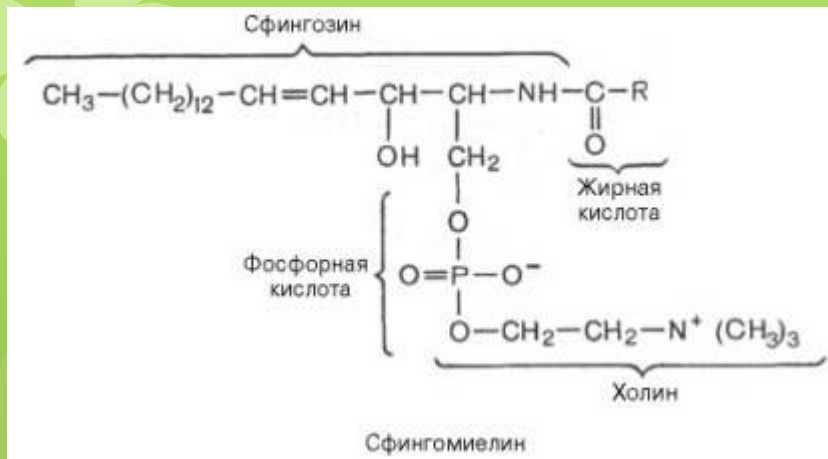 Сфингозин
CH₃—(CH₂)₁₂—CH=CH—CH—CH—NH—C—R
OH CH₂ O
Жирная
кислота
O
Фосфорная
кислота
O=P—O⁻
O—CH₂—CH₂—N⁺ (CH₃)₃
Холин
Сфингомиелин